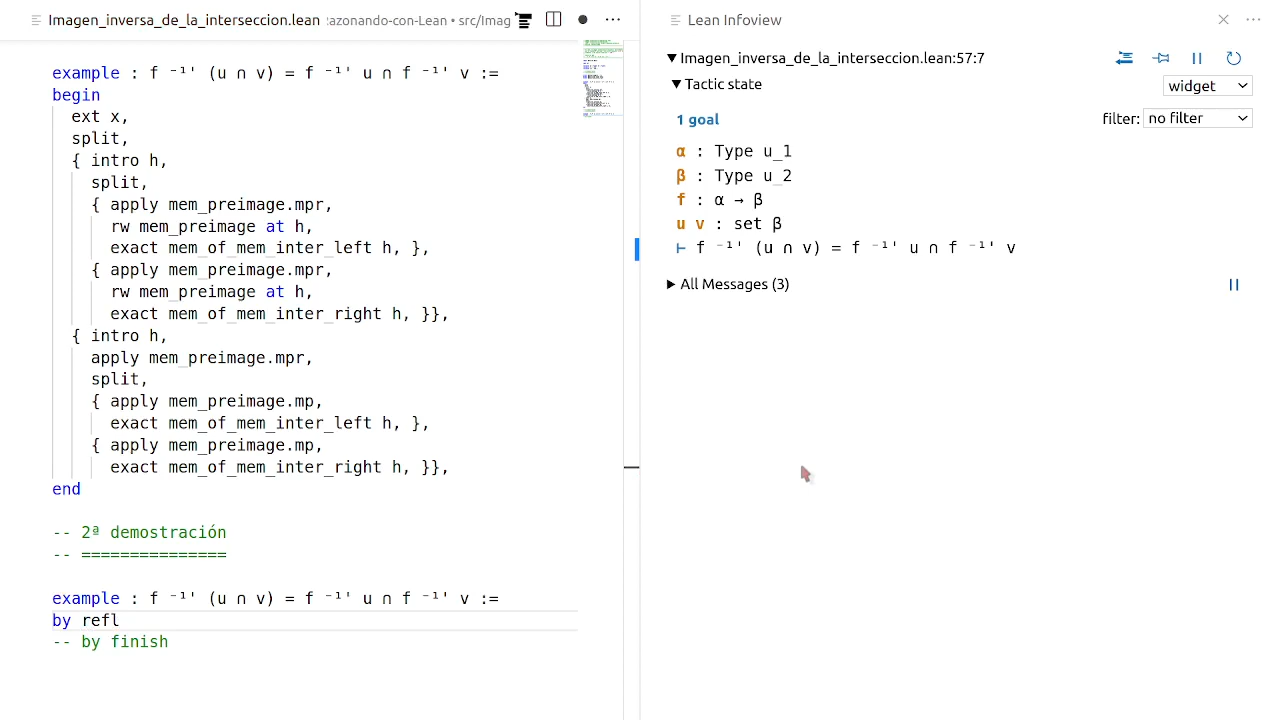 Imagen_inversa_de_la_interseccion.lean azonando-con-Lean • src/Imag
example : f ⁻¹' (u ∩ v) = f ⁻¹' u ∩ f ⁻¹' v :=
begin
  ext x,
  split,
  { intro h,
    split,
    { apply mem_preimage.mpr,
      rw mem_preimage at h,
      exact mem_of_mem_inter_left h, },
    { apply mem_preimage.mpr,
      rw mem_preimage at h,
      exact mem_of_mem_inter_right h, }},
  { intro h,
    apply mem_preimage.mpr,
    split,
    { apply mem_preimage.mp,
      exact mem_of_mem_inter_left h, },
    { apply mem_preimage.mp,
      exact mem_of_mem_inter_right h, }},
end
-- 2ª demostración
-- ===============
example : f ⁻¹' (u ∩ v) = f ⁻¹' u ∩ f ⁻¹' v :=
by refl
-- by finish
Lean Infoview
▼Imagen_inversa_de_la_interseccion.lean:57:7
▼Tactic state
widget
1 goal
filter: no filter
α : Type u_1
β : Type u_2
f : α → β
u v : set β
⊢ f ⁻¹' (u ∩ v) = f ⁻¹' u ∩ f ⁻¹' v
▶All Messages (3)